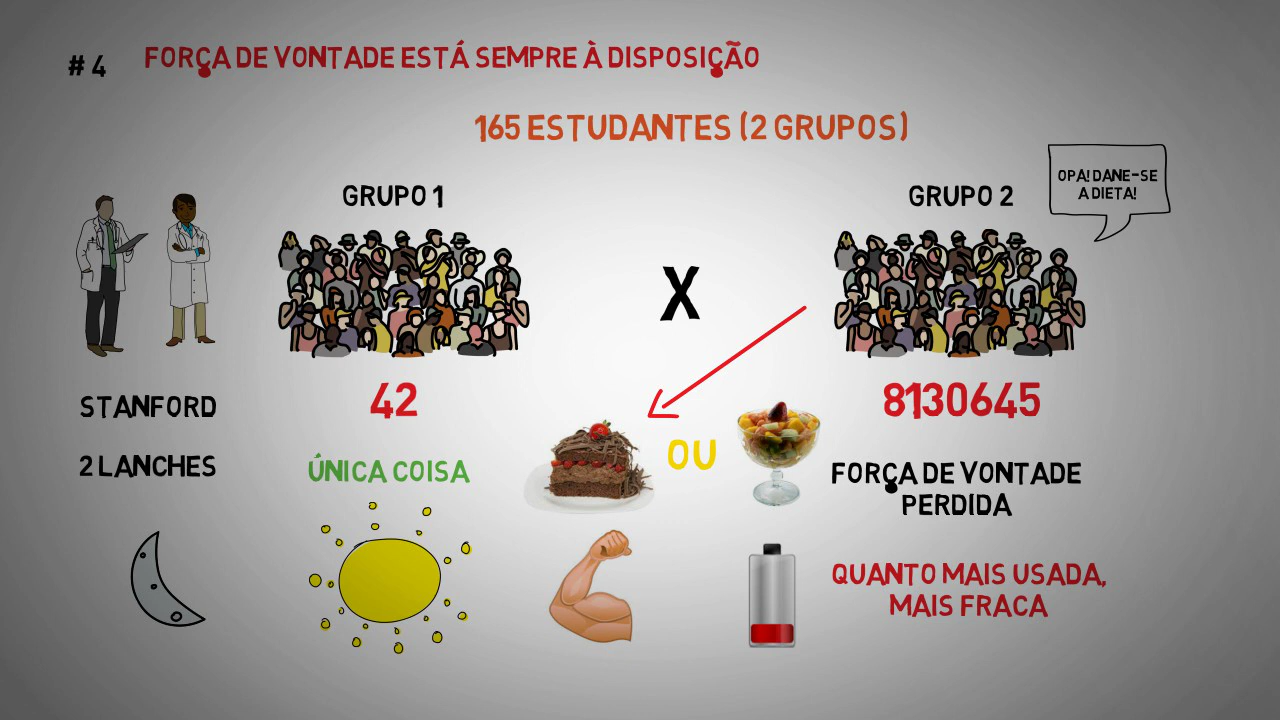 # 4 FORÇA DE VONTADE ESTÁ SEMPRE À DISPOSIÇÃO
165 ESTUDANTES (2 GRUPOS)
GRUPO 1
GRUPO 2
OPA! DANE-SE
A DIETA!
X
STANFORD
42
8130645
2 LANCHES
ÚNICA COISA
OU
FORÇA DE VONTADE
PERDIDA
QUANTO MAIS USADA,
MAIS FRACA